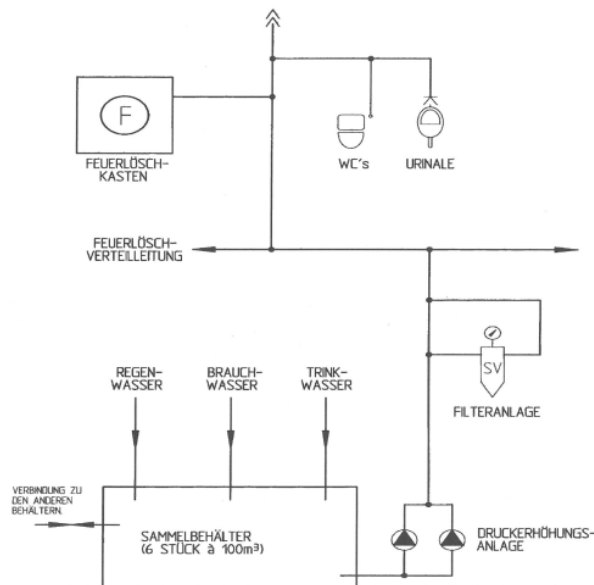 F
FEUERLÖSCH-
KASTEN
WC's
URINALE
FEUERLÖSCH-
VERTEILLEITUNG
SV
FILTERANLAGE
REGEN-
WASSER
BRAUCH-
WASSER
TRINK-
WASSER
VERBINDUNG ZU
DEN ANDEREN
BEHÄLTERN.
SAMMELBEHÄLTER
(6 STÜCK à 100m³)
DRUCKERHÖHUNGS-
ANLAGE